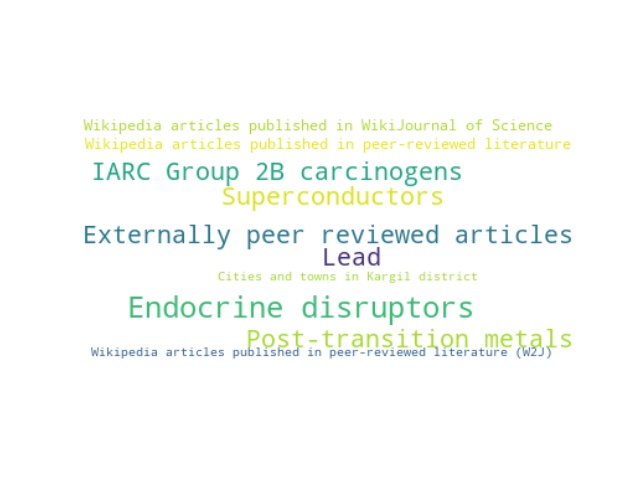 Wikipedia articles published in WikiJournal of Science
Wikipedia articles published in peer-reviewed literature
IARC Group 2B carcinogens
Superconductors
Externally peer reviewed articles
Lead
Cities and towns in Kargil district
Endocrine disruptors
Post-transition metals
Wikipedia articles published in peer-reviewed literature (W2J)